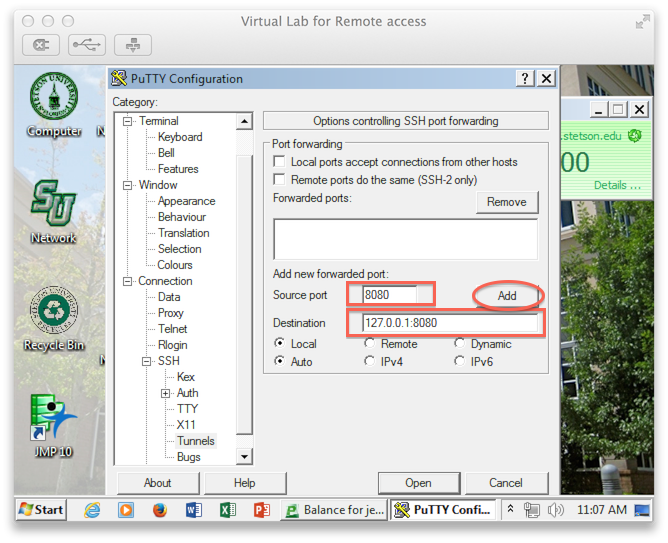 Virtual Lab for Remote access
Computer
Network
Recycle Bin
JMP 10
PuTTY Configuration
Category:
Terminal
Keyboard
Bell
Features
Window
Appearance
Behaviour
Translation
Selection
Colours
Connection
Data
Proxy
Telnet
Rlogin
SSH
Kex
Auth
TTY
X11
Tunnels
Bugs
Options controlling SSH port forwarding
Port forwarding
Local ports accept connections from other hosts
Remote ports do the same (SSH-2 only)
Forwarded ports:
Remove
Add new forwarded port:
Source port 8080 Add
Destination 127.0.0.1:8080
Local Remote Dynamic
Auto IPv4 IPv6
About Help Open Cancel
.stetson.edu
00
Details ...
Start Balance for je... PuTTY Confi... 11:07 AM